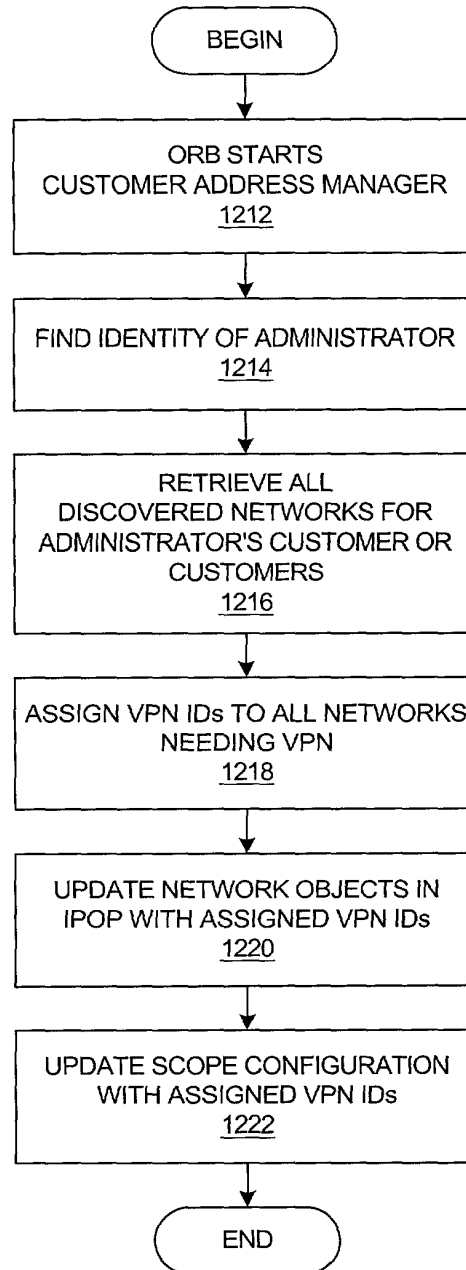 BEGIN
ORB STARTS
CUSTOMER ADDRESS MANAGER
1212
FIND IDENTITY OF ADMINISTRATOR
1214
RETRIEVE ALL
DISCOVERED NETWORKS FOR
ADMINISTRATOR'S CUSTOMER OR
CUSTOMERS
1216
ASSIGN VPN IDs TO ALL NETWORKS
NEEDING VPN
1218
UPDATE NETWORK OBJECTS IN
IPOP WITH ASSIGNED VPN IDs
1220
UPDATE SCOPE CONFIGURATION
WITH ASSIGNED VPN IDs
1222
END